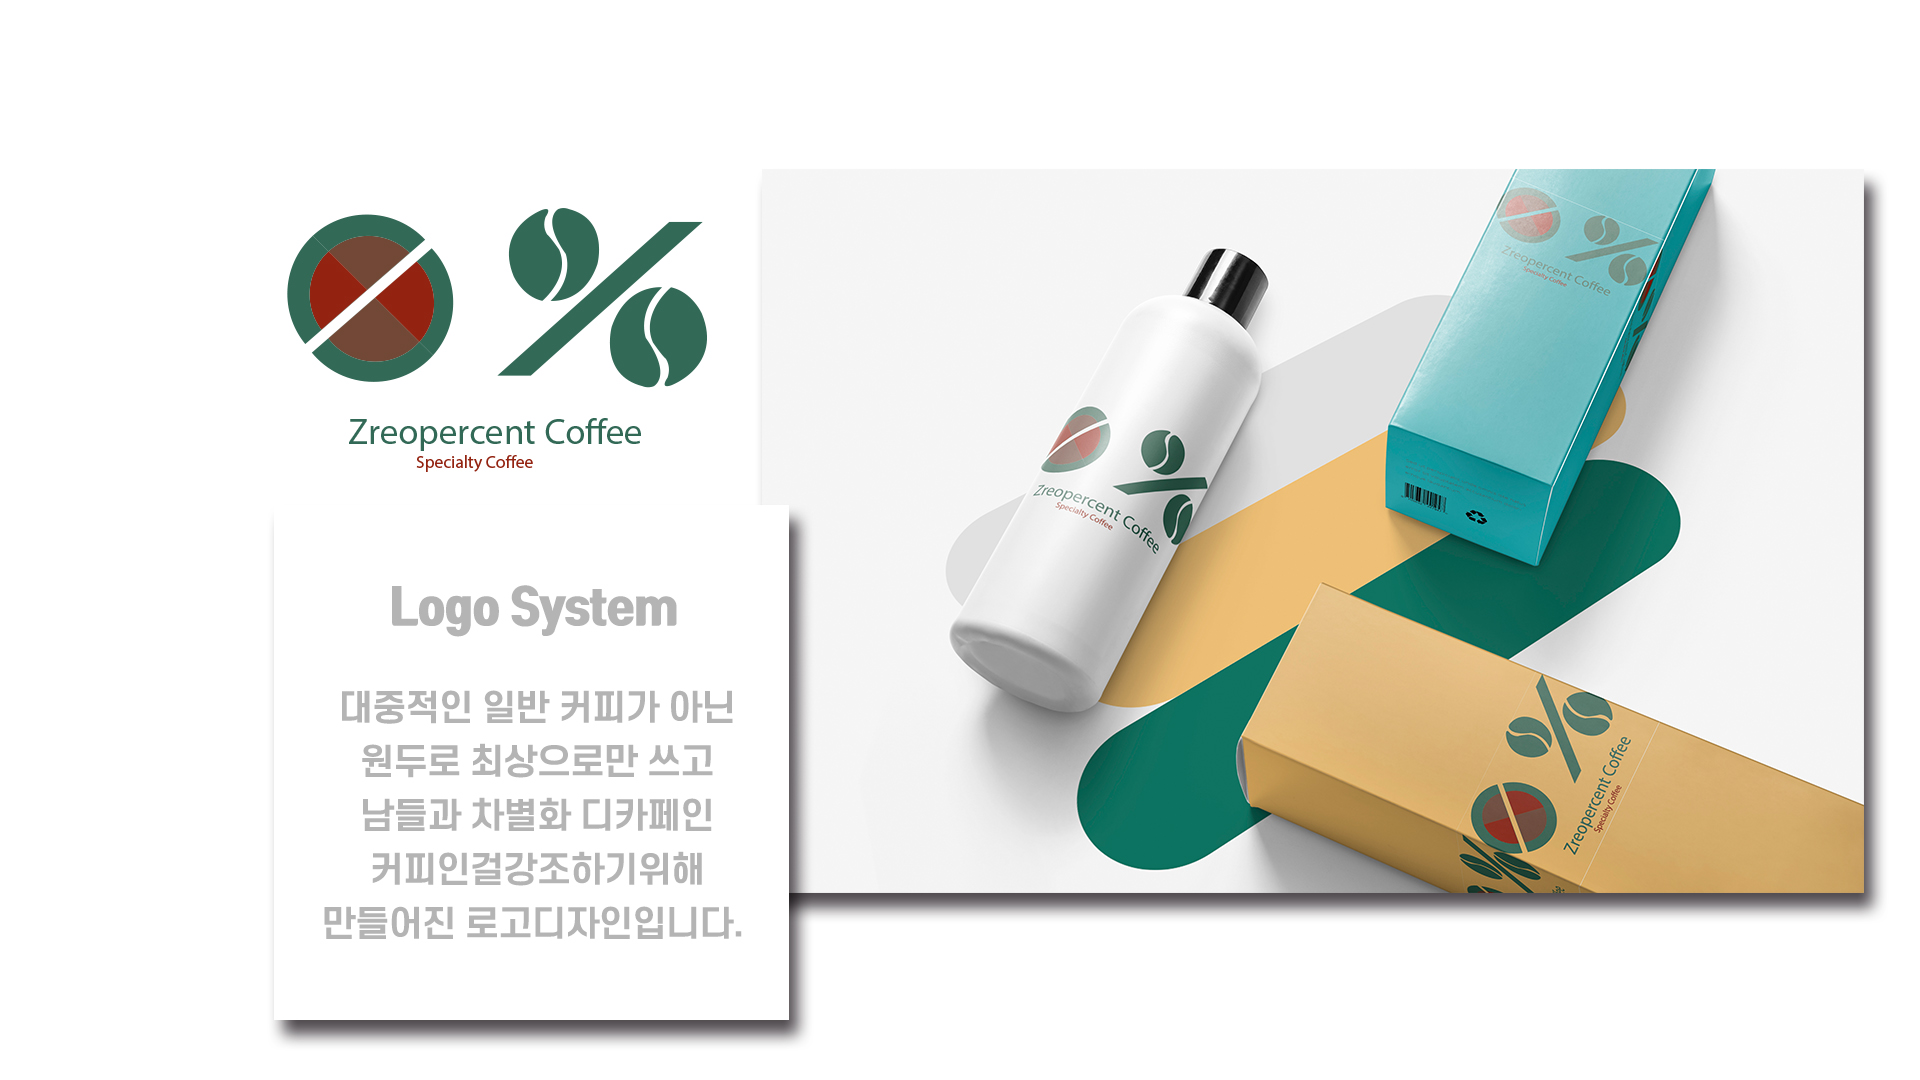 Zreopercent Coffee
Specialty Coffee
Logo System
대중적인 일반 커피가 아닌
원두로 최상으로만 쓰고
남들과 차별화 디카페인
커피인걸강조하기위해
만들어진 로고디자인입니다.
Zreopercent Coffee
Specialty Coffee
Zreopercent Coffee
Specialty Coffee
Zreopercent Coffee
Specialty Coffee